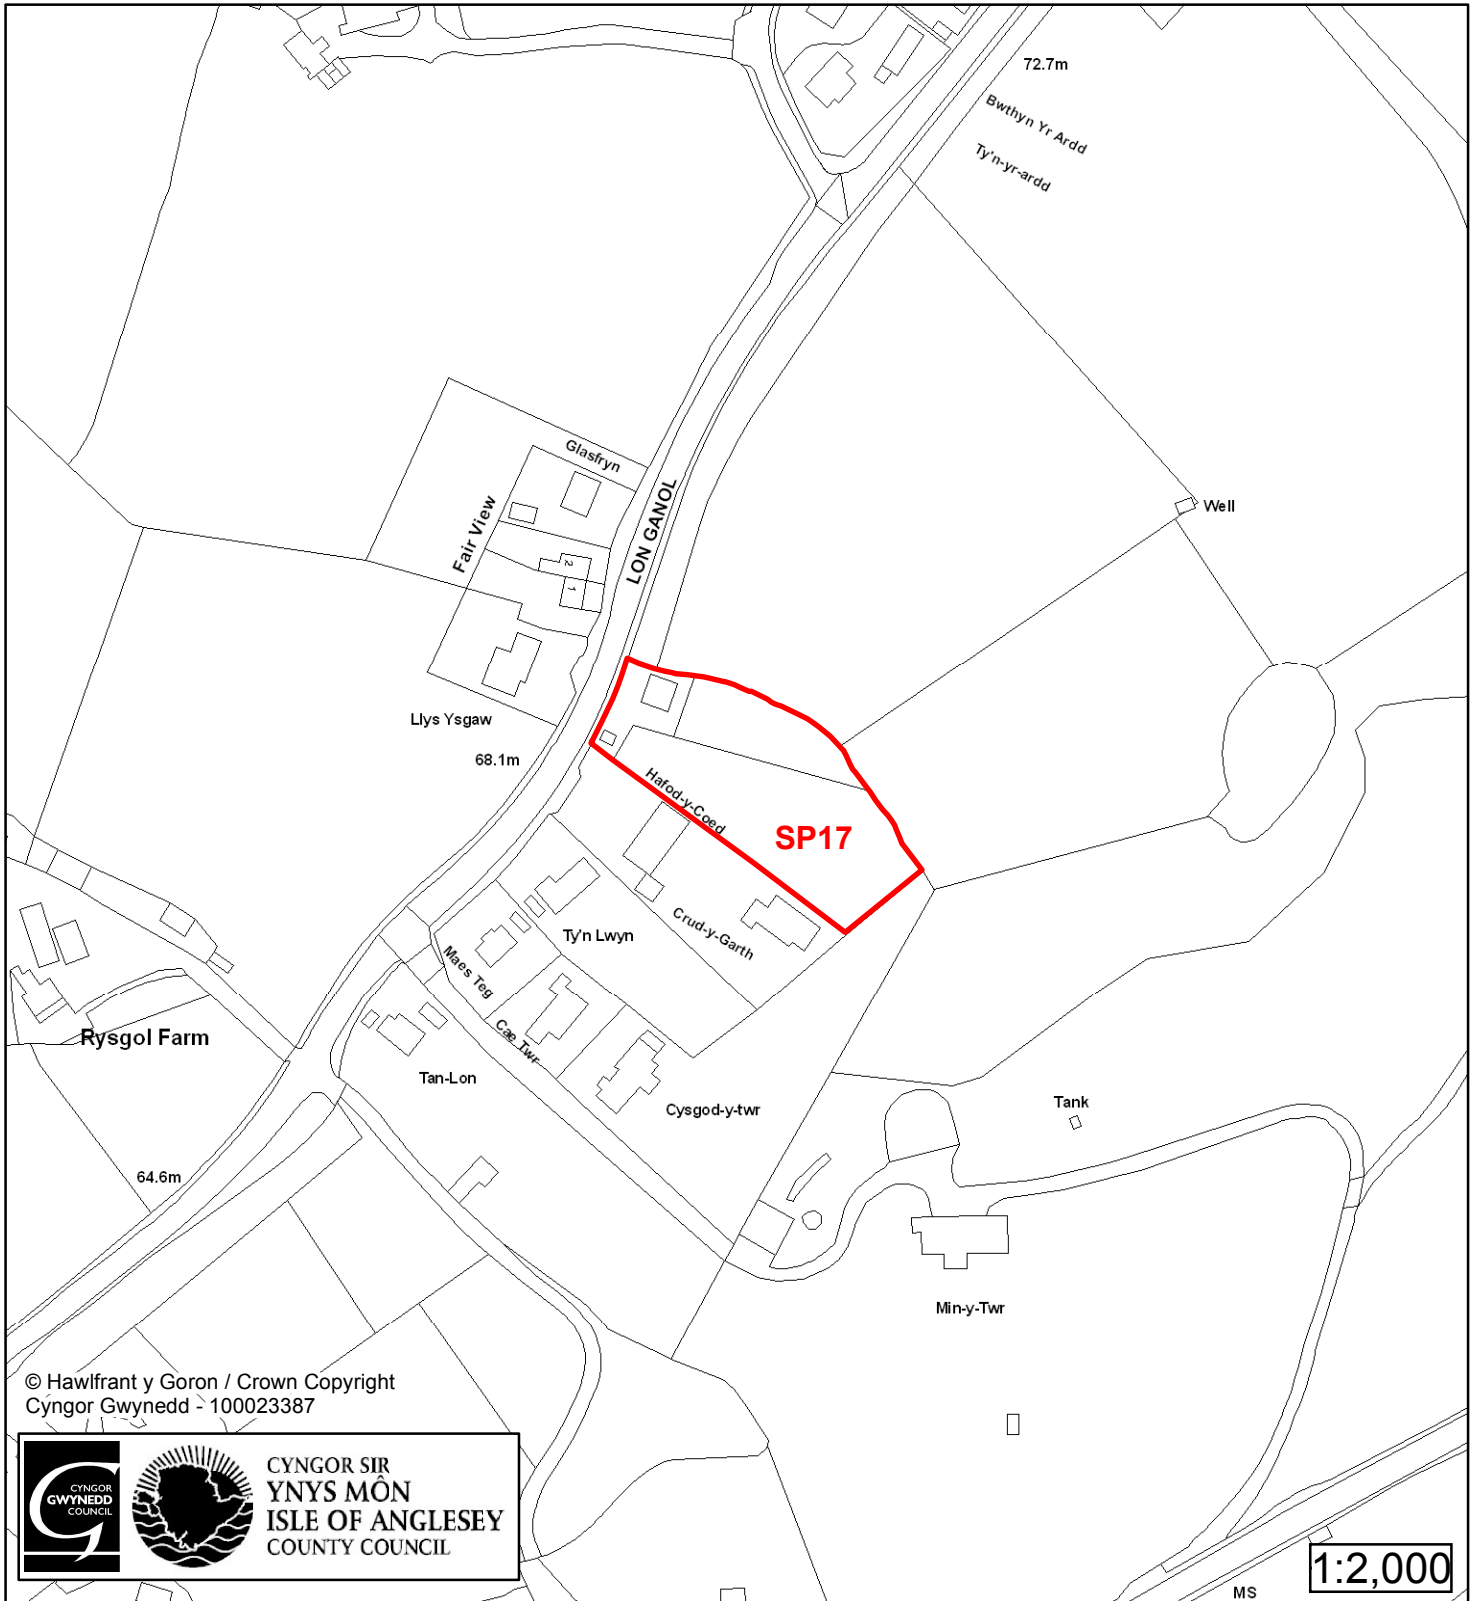 72.7m
Bwthyn Yr Ardd
Ty'n-yr-ardd
Glasfryn
Fair View
LON GANOL
Well
2
1
Llys Ysgaw
68.1m
Hafod-y-Coed
SP17
Crud-y-Garth
Ty'n Lwyn
Maes Teg
Cae Twr
Rysgol Farm
Tan-Lon
Cysgod-y-twr
Tank
64.6m
Min-y-Twr
© Hawlfraint y Goron / Crown Copyright
Cyngor Gwynedd - 100023387
CYNGOR
GWYNEDD
COUNCIL
CYNGOR SIR
YNYS MÔN
ISLE OF ANGLESEY
COUNTY COUNCIL
1:2,000
MS